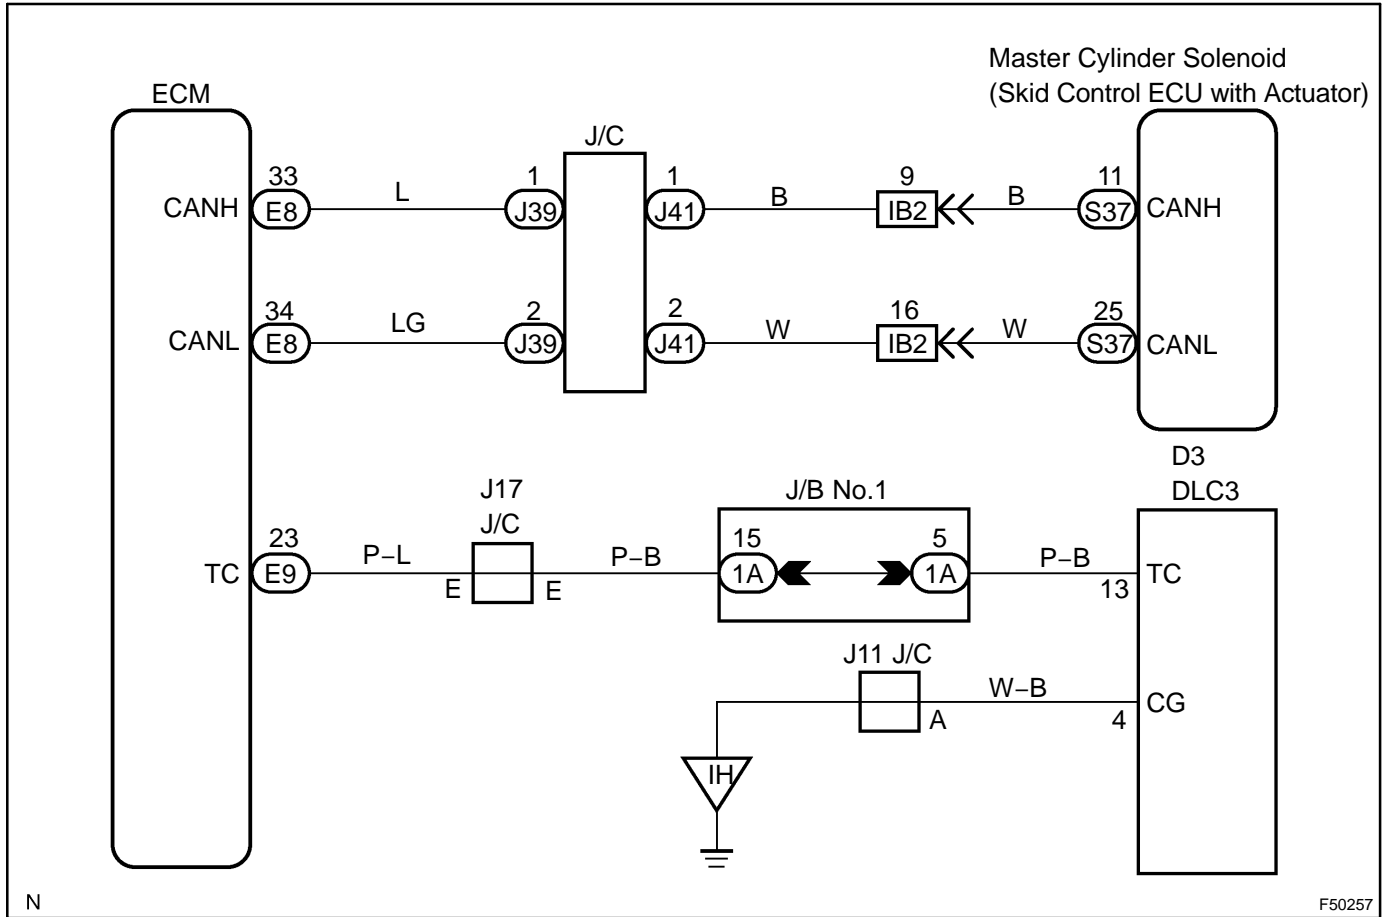 Master Cylinder Solenoid
(Skid Control ECU with Actuator)
ECM
J/C
33
L
1
1
B
9
B
11
CANH
E8
J39
J41
IB2
S37
CANH
34
LG
2
2
W
16
W
25
CANL
E8
J39
J41
IB2
S37
CANL
D3
DLC3
J17
J/C
J/B No.1
23
P−L
P−B
15
5
P−B
TC
E9
E
E
1A
1A
13
TC
J11 J/C
W−B
A
4
CG
IH
N
F50257